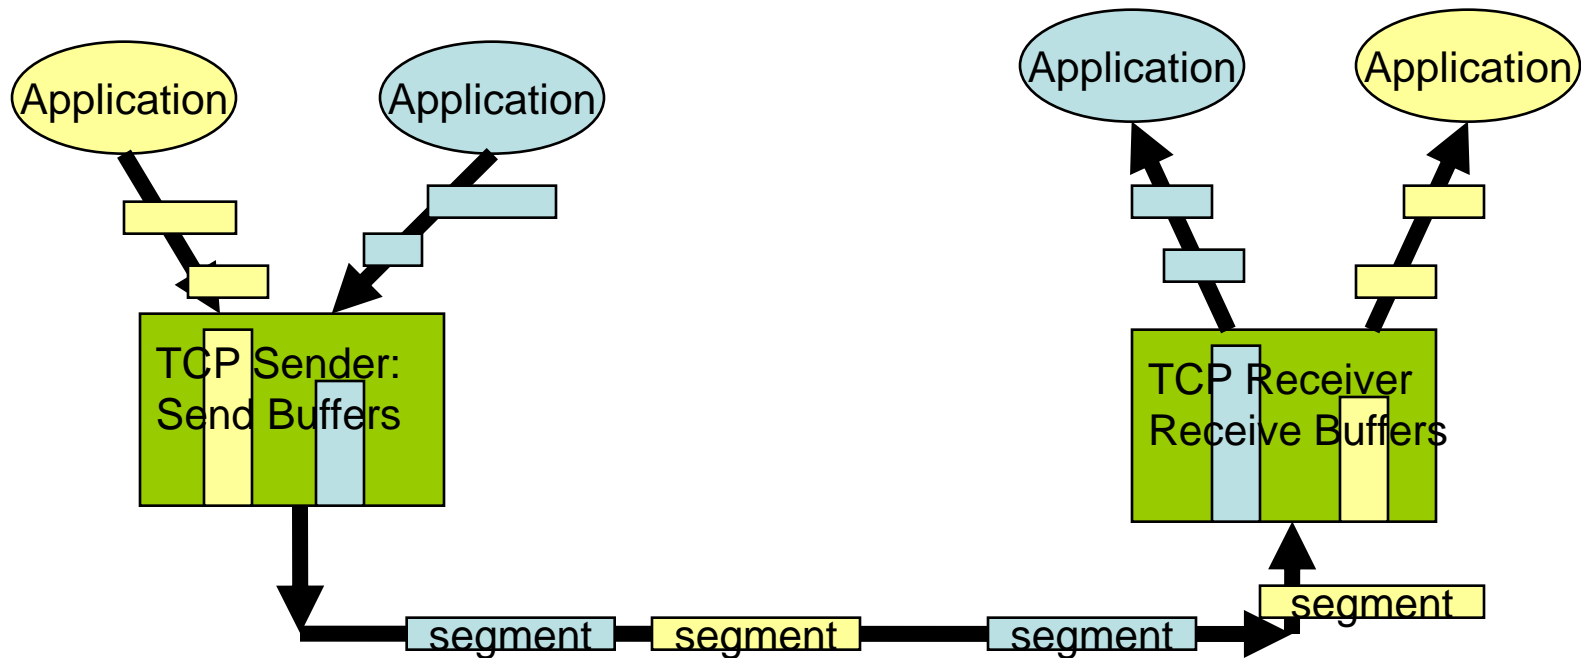 Application
Application
Application
Application
TCP Sender:
Send Buffers
TCP Receiver
Receive Buffers
segment
segment
segment
segment